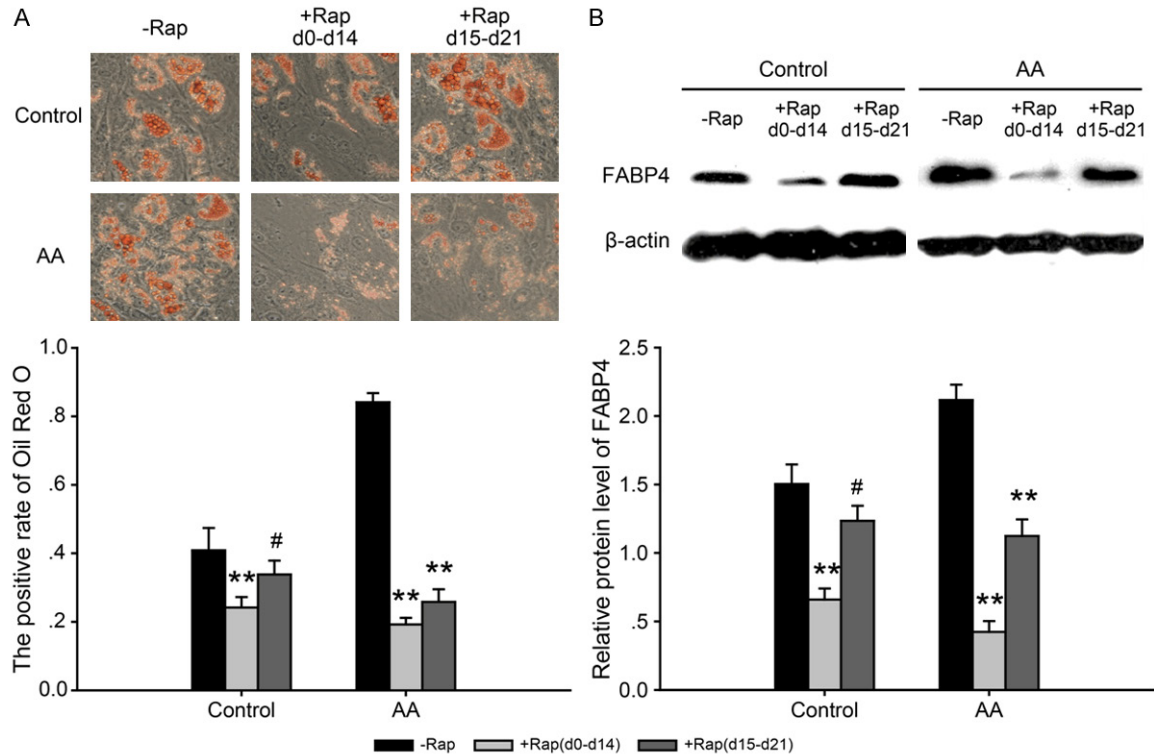 A
-Rap
+Rap
d0-d14
+Rap
d15-d21
Control
AA
B
Control
AA
-Rap
+Rap
d0-d14
+Rap
d15-d21
-Rap
+Rap
d0-d14
+Rap
d15-d21
FABP4
β-actin
The positive rate of Oil Red O
1.0
.8
.6
.4
.2
0.0
**
#
**
**
Control
AA
Relative protein level of FABP4
2.5
2.0
1.5
1.0
.5
0.0
**
#
**
**
Control
AA
-Rap
+Rap(d0-d14)
+Rap(d15-d21)